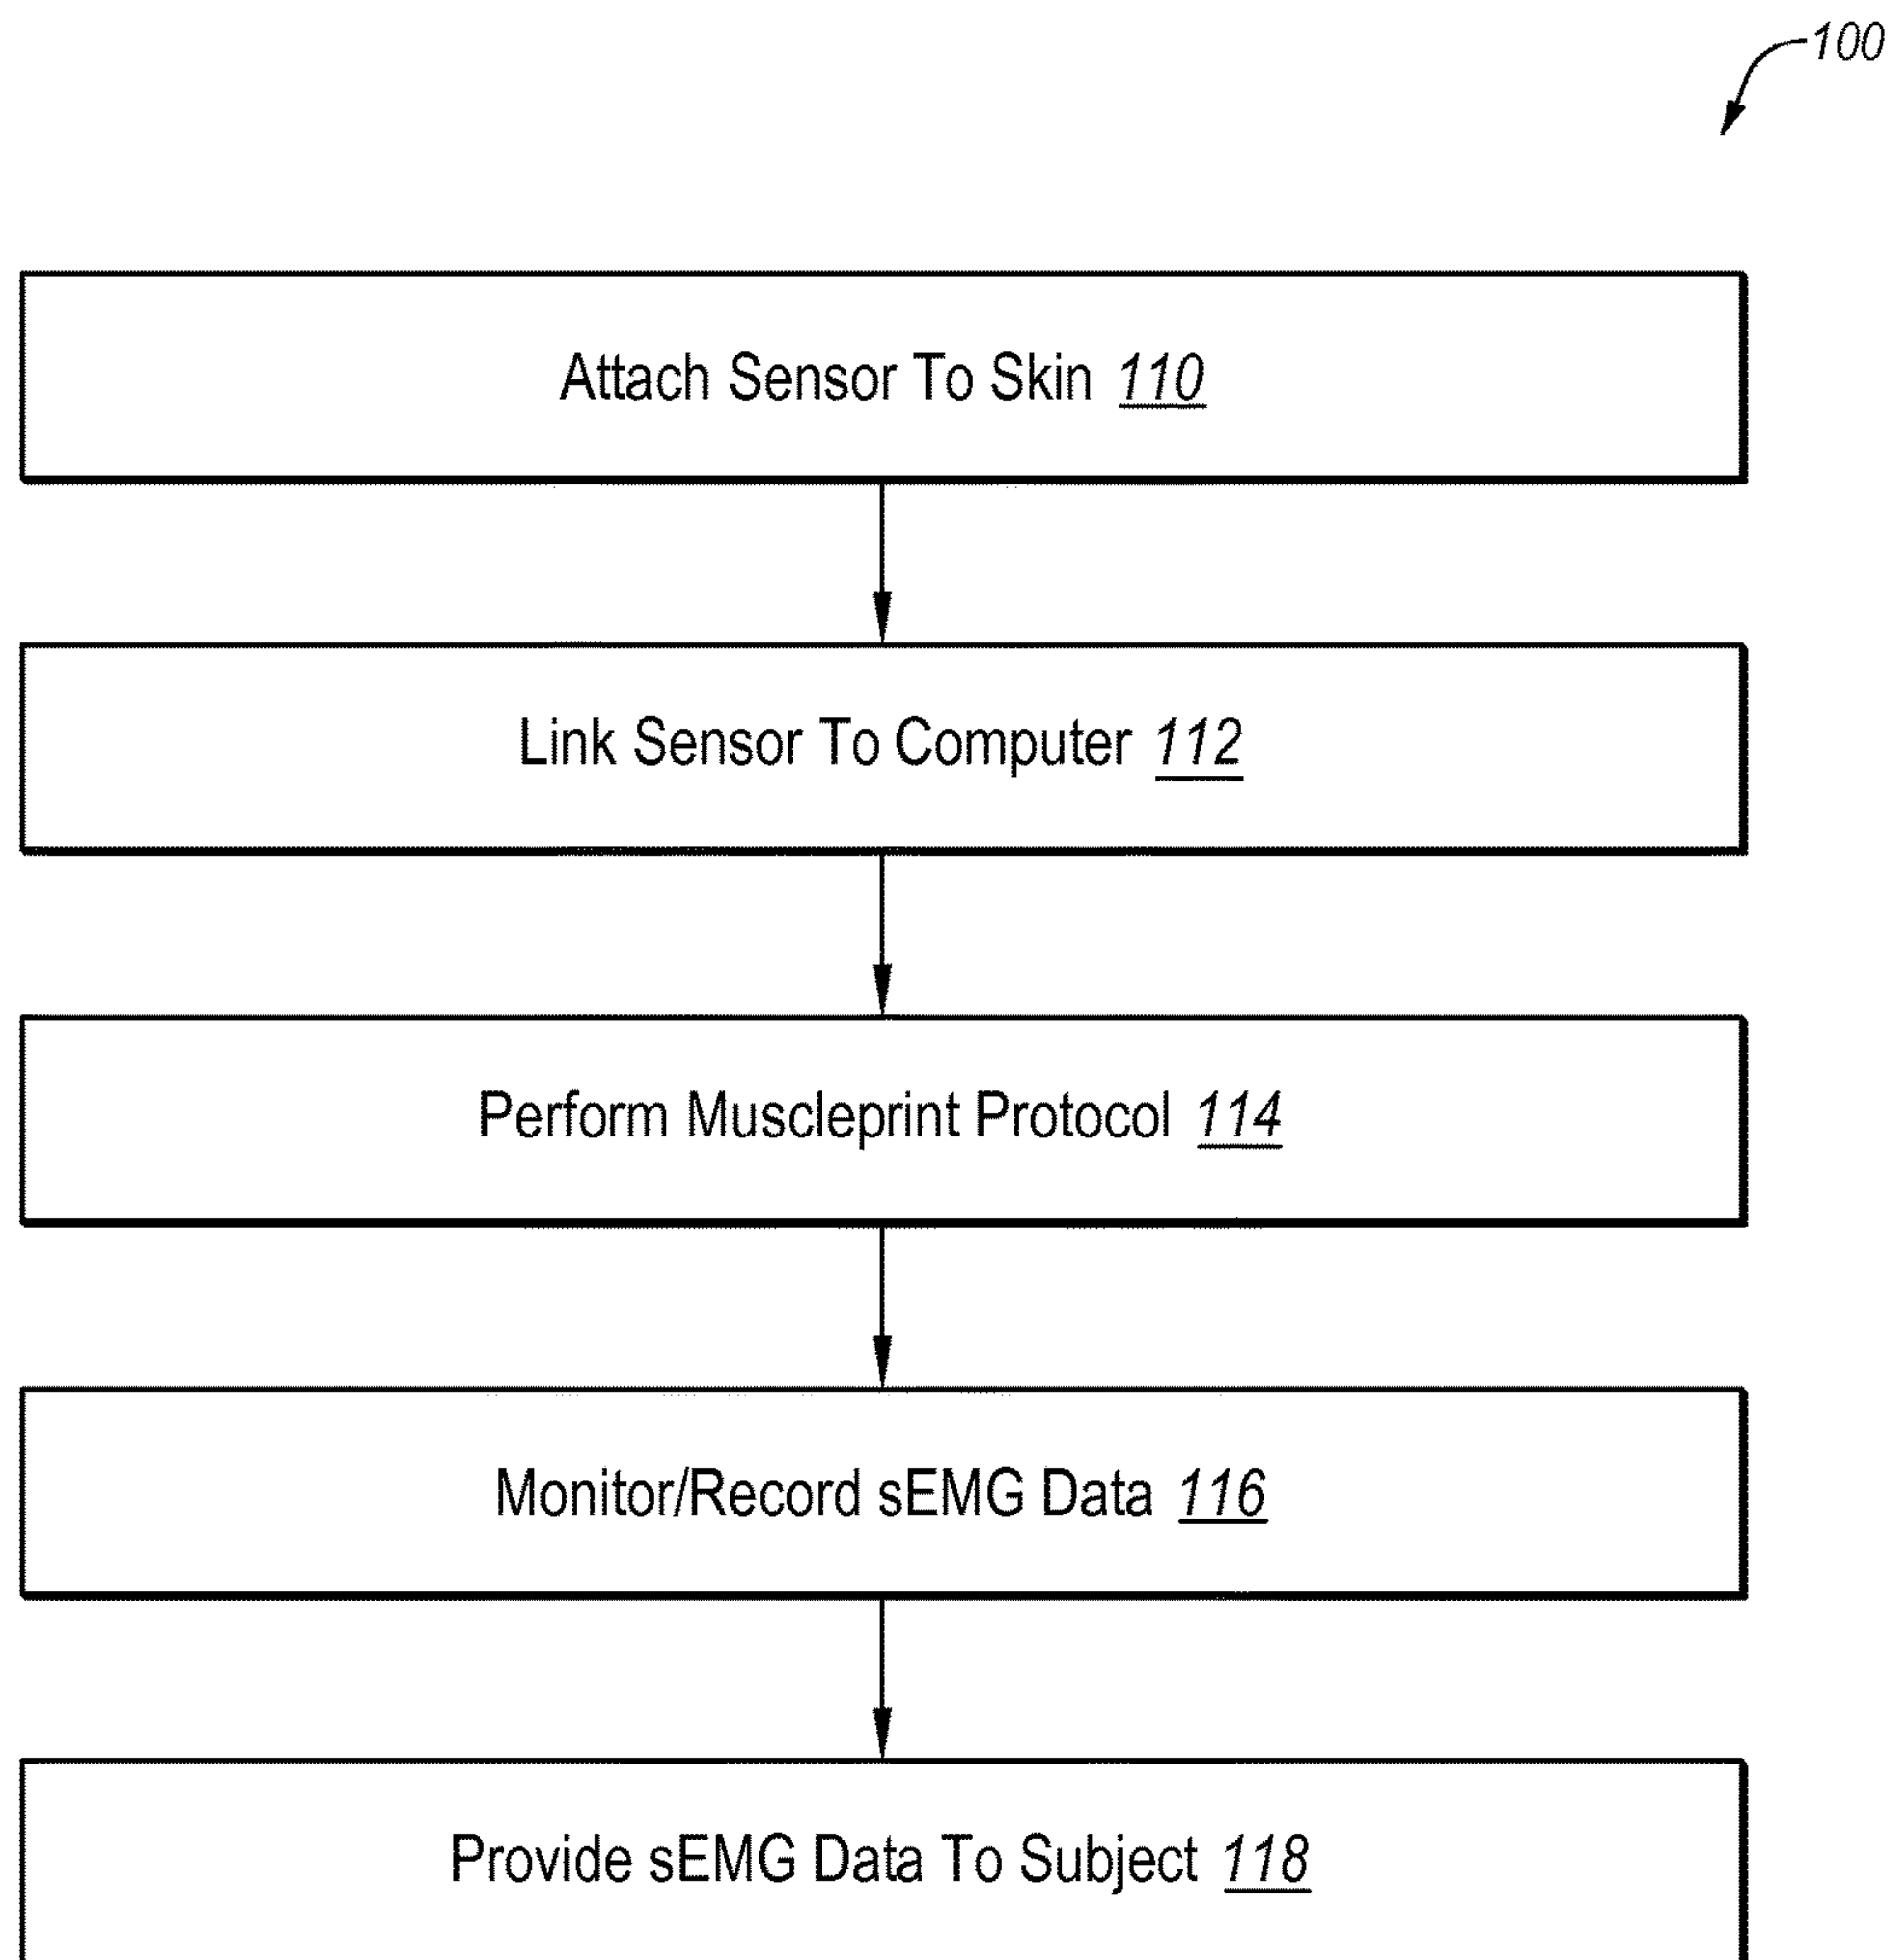 100
Attach Sensor To Skin 110
Link Sensor To Computer 112
Perform Muscleprint Protocol 114
Monitor/Record sEMG Data 116
Provide sEMG Data To Subject 118